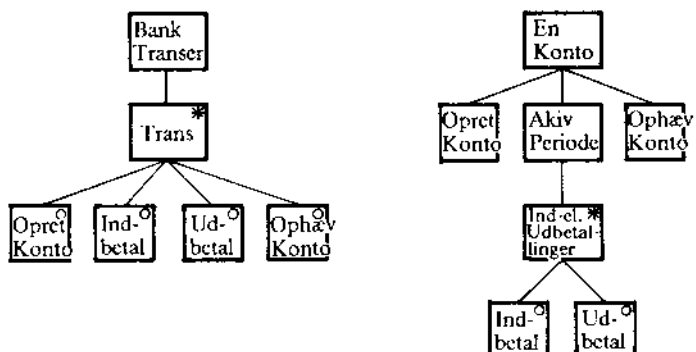 Bank
Transer
*
Trans
Opret
Konto
Ind-
betal
Ud-
betal
Ophæv
Konto
En
Konto
Opret
Konto
Akiv
Periode
Ophæv
Konto
Ind-el. *
Udbetal-
linger
Ind-
betal
Ud-
betal